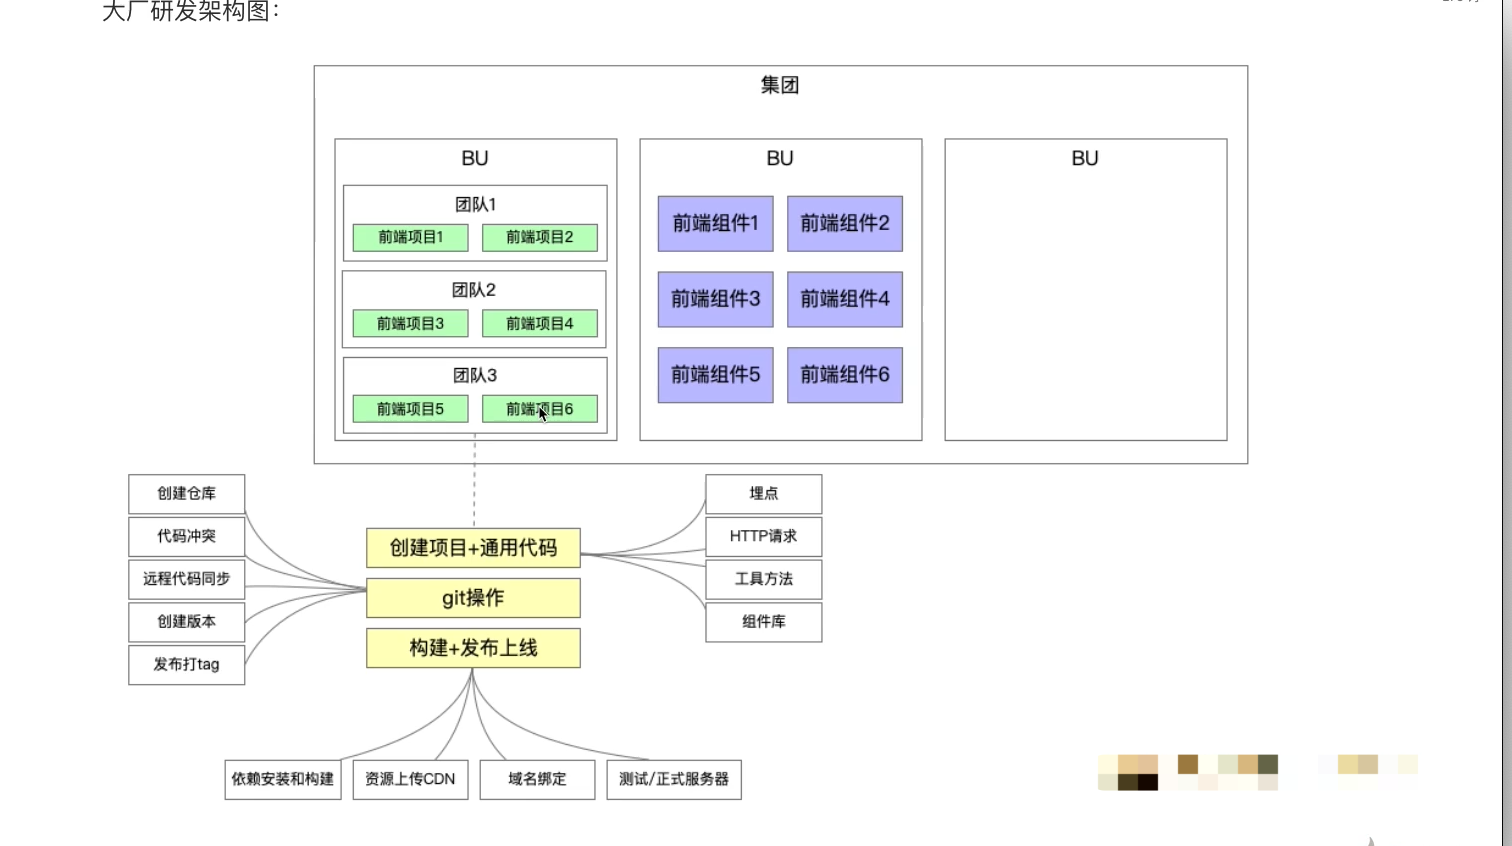 大厂研发架构图：
集团
BU
团队1
前端项目1
前端项目2
团队2
前端项目3
前端项目4
团队3
前端项目5
前端项目6
BU
前端组件1
前端组件2
前端组件3
前端组件4
前端组件5
前端组件6
BU
创建仓库
代码冲突
远程代码同步
创建版本
发布打tag
创建项目+通用代码
git操作
构建+发布上线
埋点
HTTP请求
工具方法
组件库
依赖安装和构建
资源上传CDN
域名绑定
测试/正式服务器